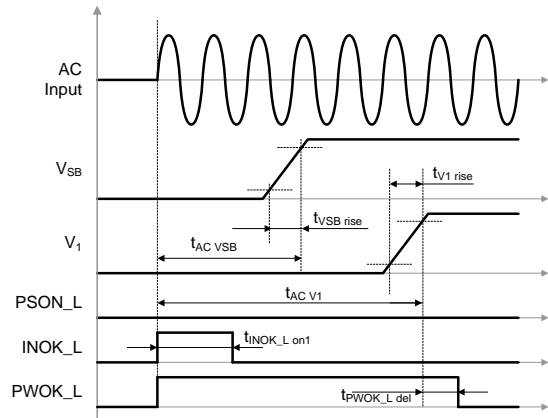 AC
Input
VSB
tV1 rise
tVSB rise
V1
tAC VSB
tAC V1
PSON_L
INOK_L
tINOK_L on1
PWOK_L
tPWOK_L del